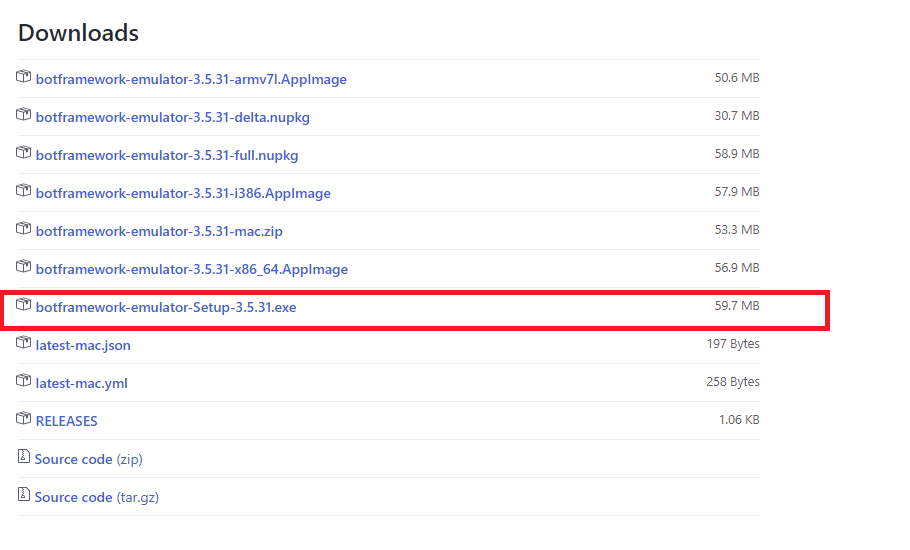 Downloads
botframework-emulator-3.5.31-armv7l.AppImage 50.6 MB
botframework-emulator-3.5.31-delta.nupkg 30.7 MB
botframework-emulator-3.5.31-full.nupkg 58.9 MB
botframework-emulator-3.5.31-i386.AppImage 57.9 MB
botframework-emulator-3.5.31-mac.zip 53.3 MB
botframework-emulator-3.5.31-x86_64.AppImage 56.9 MB
botframework-emulator-Setup-3.5.31.exe 59.7 MB
latest-mac.json 197 Bytes
latest-mac.yml 258 Bytes
RELEASES 1.06 KB
Source code (zip)
Source code (tar.gz)